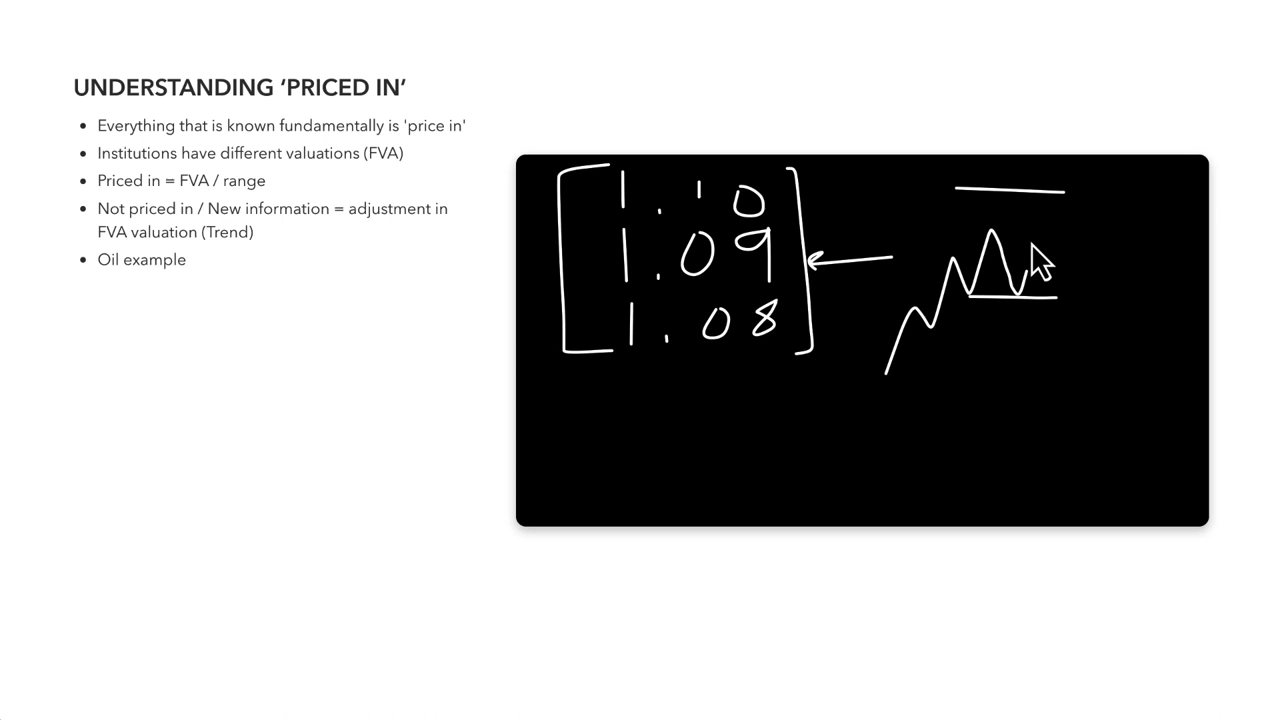 UNDERSTANDING ‘PRICED IN’
• Everything that is known fundamentally is 'price in'
• Institutions have different valuations (FVA)
• Priced in = FVA / range
• Not priced in / New information = adjustment in
FVA valuation (Trend)
• Oil example
1.10
1.09
1.08